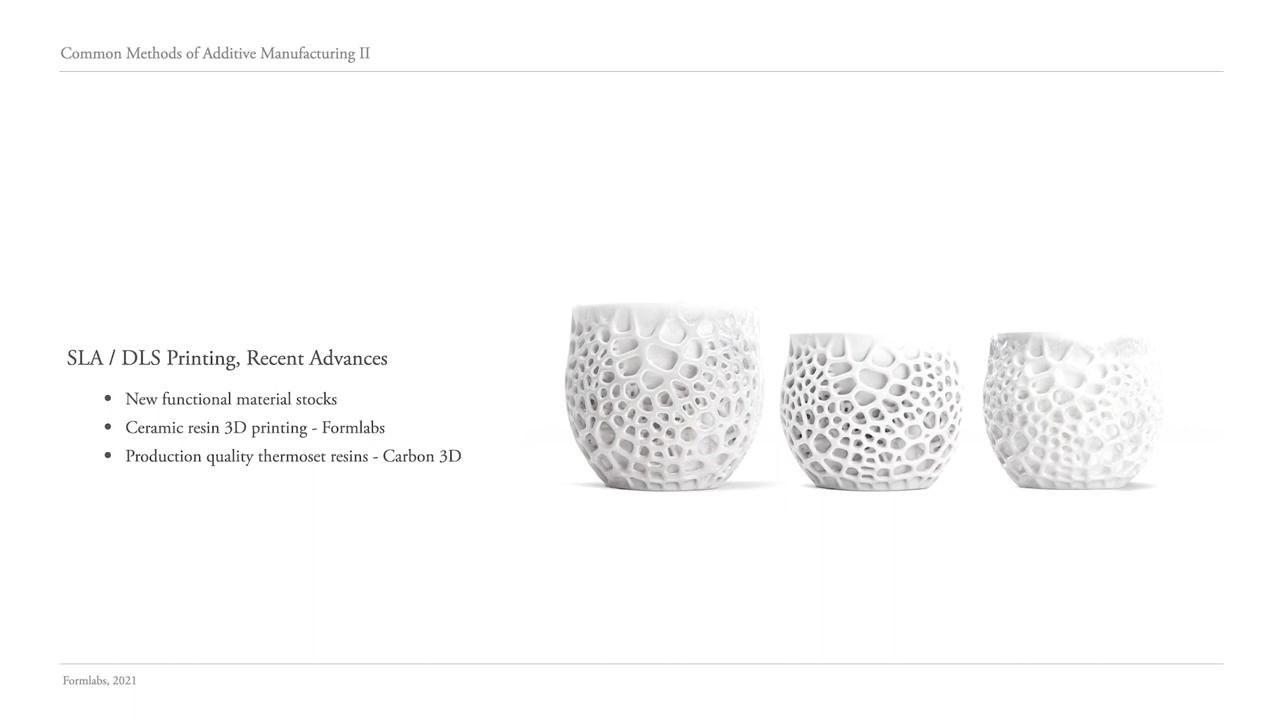 Common Methods of Additive Manufacturing II
SLA / DLS Printing, Recent Advances
• New functional material stocks
• Ceramic resin 3D printing - Formlabs
• Production quality thermoset resins - Carbon 3D
Formlabs, 2021